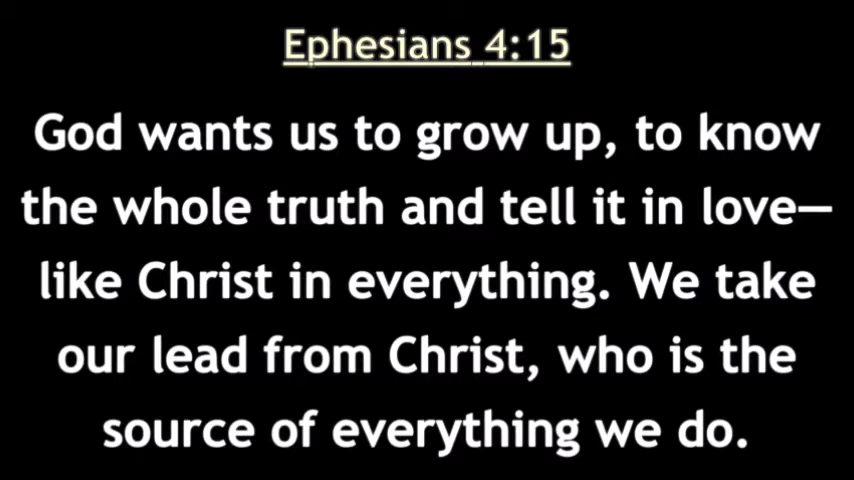 Ephesians 4:15
God wants us to grow up, to know
the whole truth and tell it in love—
like Christ in everything. We take
our lead from Christ, who is the
source of everything we do.